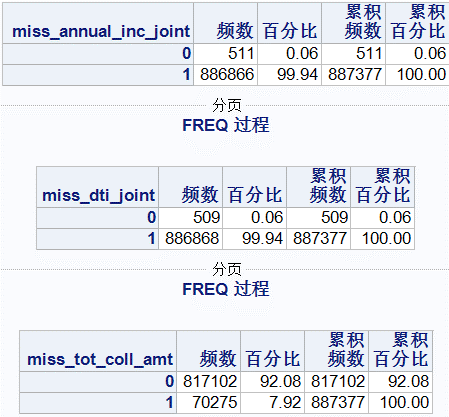 miss_annual_inc_joint 频数 百分比 累积频数 累积百分比
0 511 0.06 511 0.06
1 886866 99.94 887377 100.00
分页
FREQ 过程
miss_dti_joint 频数 百分比 累积频数 累积百分比
0 509 0.06 509 0.06
1 886868 99.94 887377 100.00
分页
FREQ 过程
miss_tot_coll_amt 频数 百分比 累积频数 累积百分比
0 817102 92.08 817102 92.08
1 70275 7.92 887377 100.00